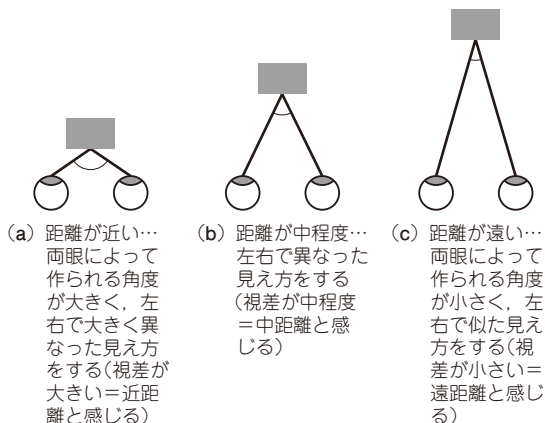 (a) 距離が近い…
両眼によって
作られる角度
が大きく，左
右で大きく異
なった見え方
をする(視差が
大きい＝近距
離と感じる)
(b) 距離が中程度…
左右で異なった
見え方をする
(視差が中程度
＝中距離と感
じる)
(c) 距離が遠い…
両眼によって
作られる角度
が小さく，左
右で似た見え
方をする(視
差が小さい＝
遠距離と感じ
る)